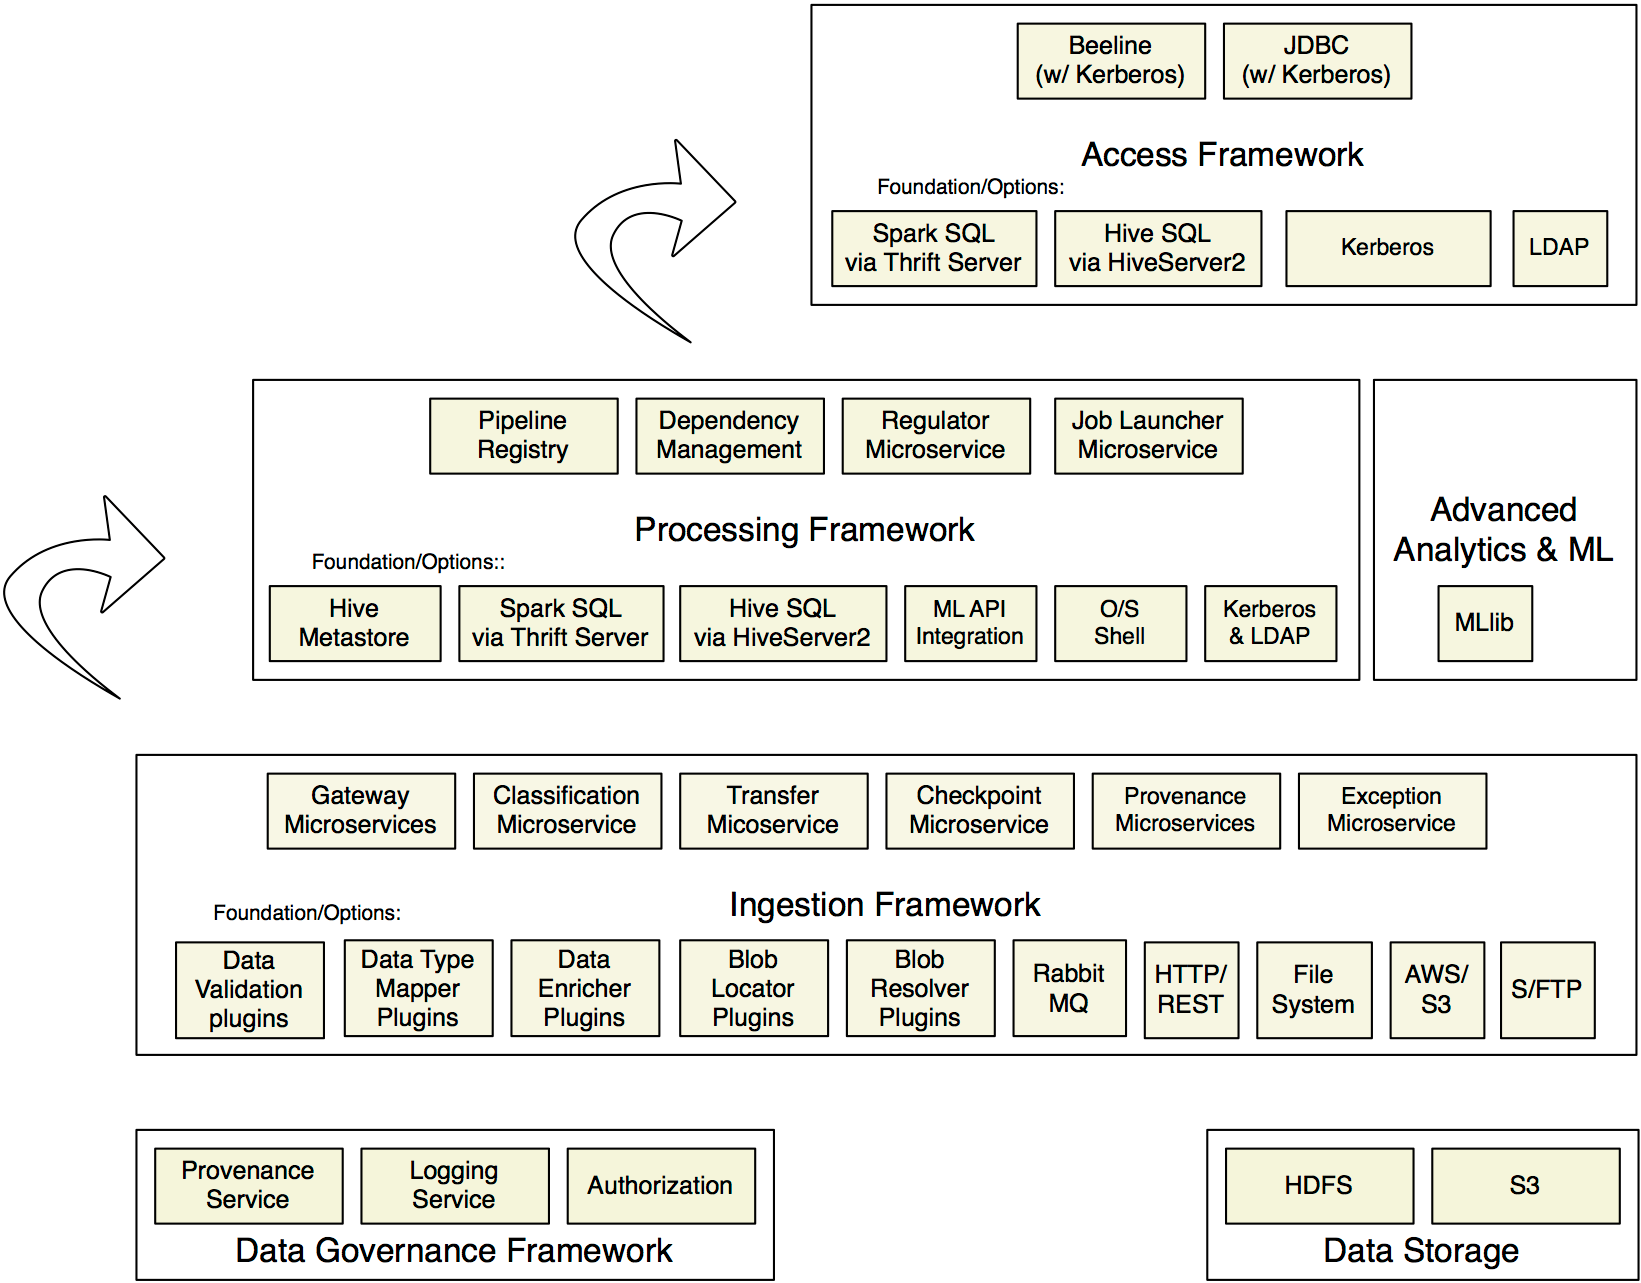 Beeline
(w/ Kerberos)
JDBC
(w/ Kerberos)
Access Framework
Foundation/Options:
Spark SQL
via Thrift Server
Hive SQL
via HiveServer2
Kerberos
LDAP
Pipeline
Registry
Dependency
Management
Regulator
Microservice
Job Launcher
Microservice
Processing Framework
Foundation/Options::
Hive
Metastore
Spark SQL
via Thrift Server
Hive SQL
via HiveServer2
ML API
Integration
O/S
Shell
Kerberos
& LDAP
Advanced
Analytics & ML
MLlib
Gateway
Microservices
Classification
Microservice
Transfer
Micoservice
Checkpoint
Microservice
Provenance
Microservices
Exception
Microservice
Ingestion Framework
Foundation/Options:
Data
Validation
plugins
Data Type
Mapper
Plugins
Data
Enricher
Plugins
Blob
Locator
Plugins
Blob
Resolver
Plugins
Rabbit
MQ
HTTP/
REST
File
System
AWS/
S3
S/FTP
Provenance
Service
Logging
Service
Authorization
Data Governance Framework
HDFS
S3
Data Storage